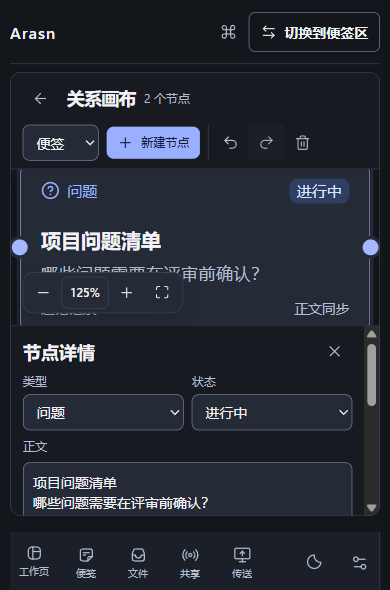 Arasn
切换到便签区
关系画布 2 个节点
便签 新建节点
问题 进行中
项目问题清单
哪些问题需要在评审前确认?
125%
正文同步
节点详情
类型 状态
问题 进行中
正文
项目问题清单
哪些问题需要在评审前确认?
工作页 便签 文件 共享 传送